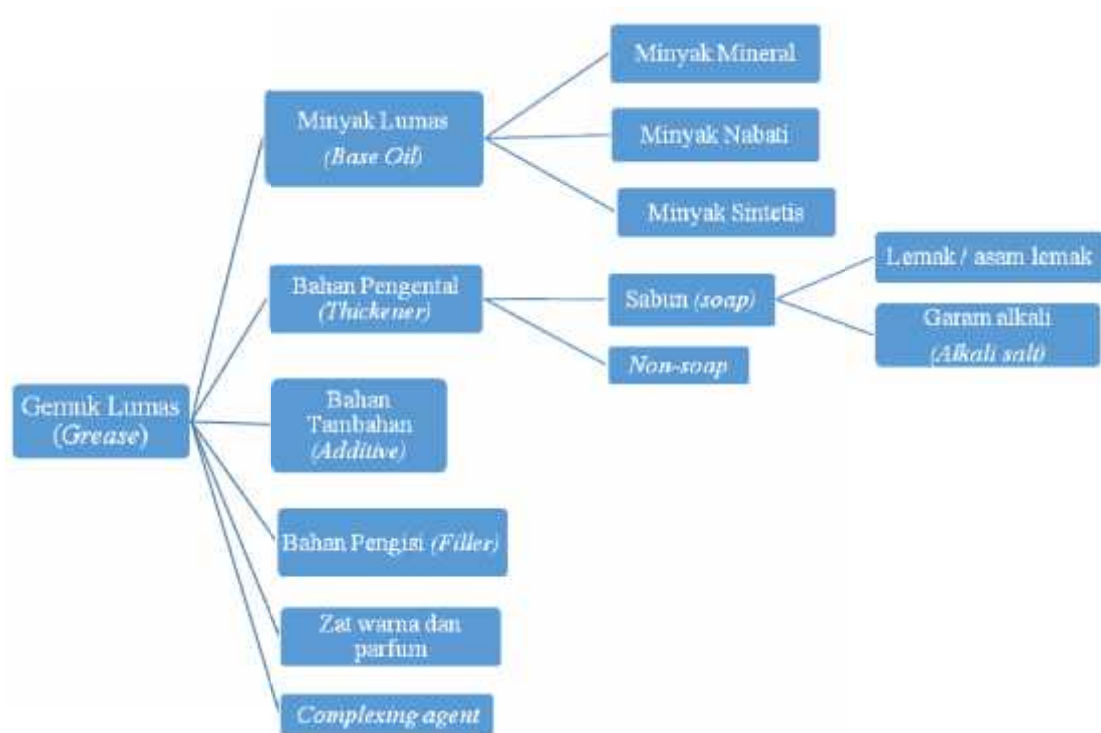 Gemuk Lumas
(Grease)
Minyak Lumas
(Base Oil)
Minyak Mineral
Minyak Nabati
Minyak Sintetis
Bahan Pengental
(Thickener)
Sabun (soap)
Lemak / asam lemak
Garam alkali
(Alkali salt)
Non-soap
Bahan
Tambahan
(Additive)
Bahan Pengisi (Filler)
Zat warna dan
parfum
Complexing agent